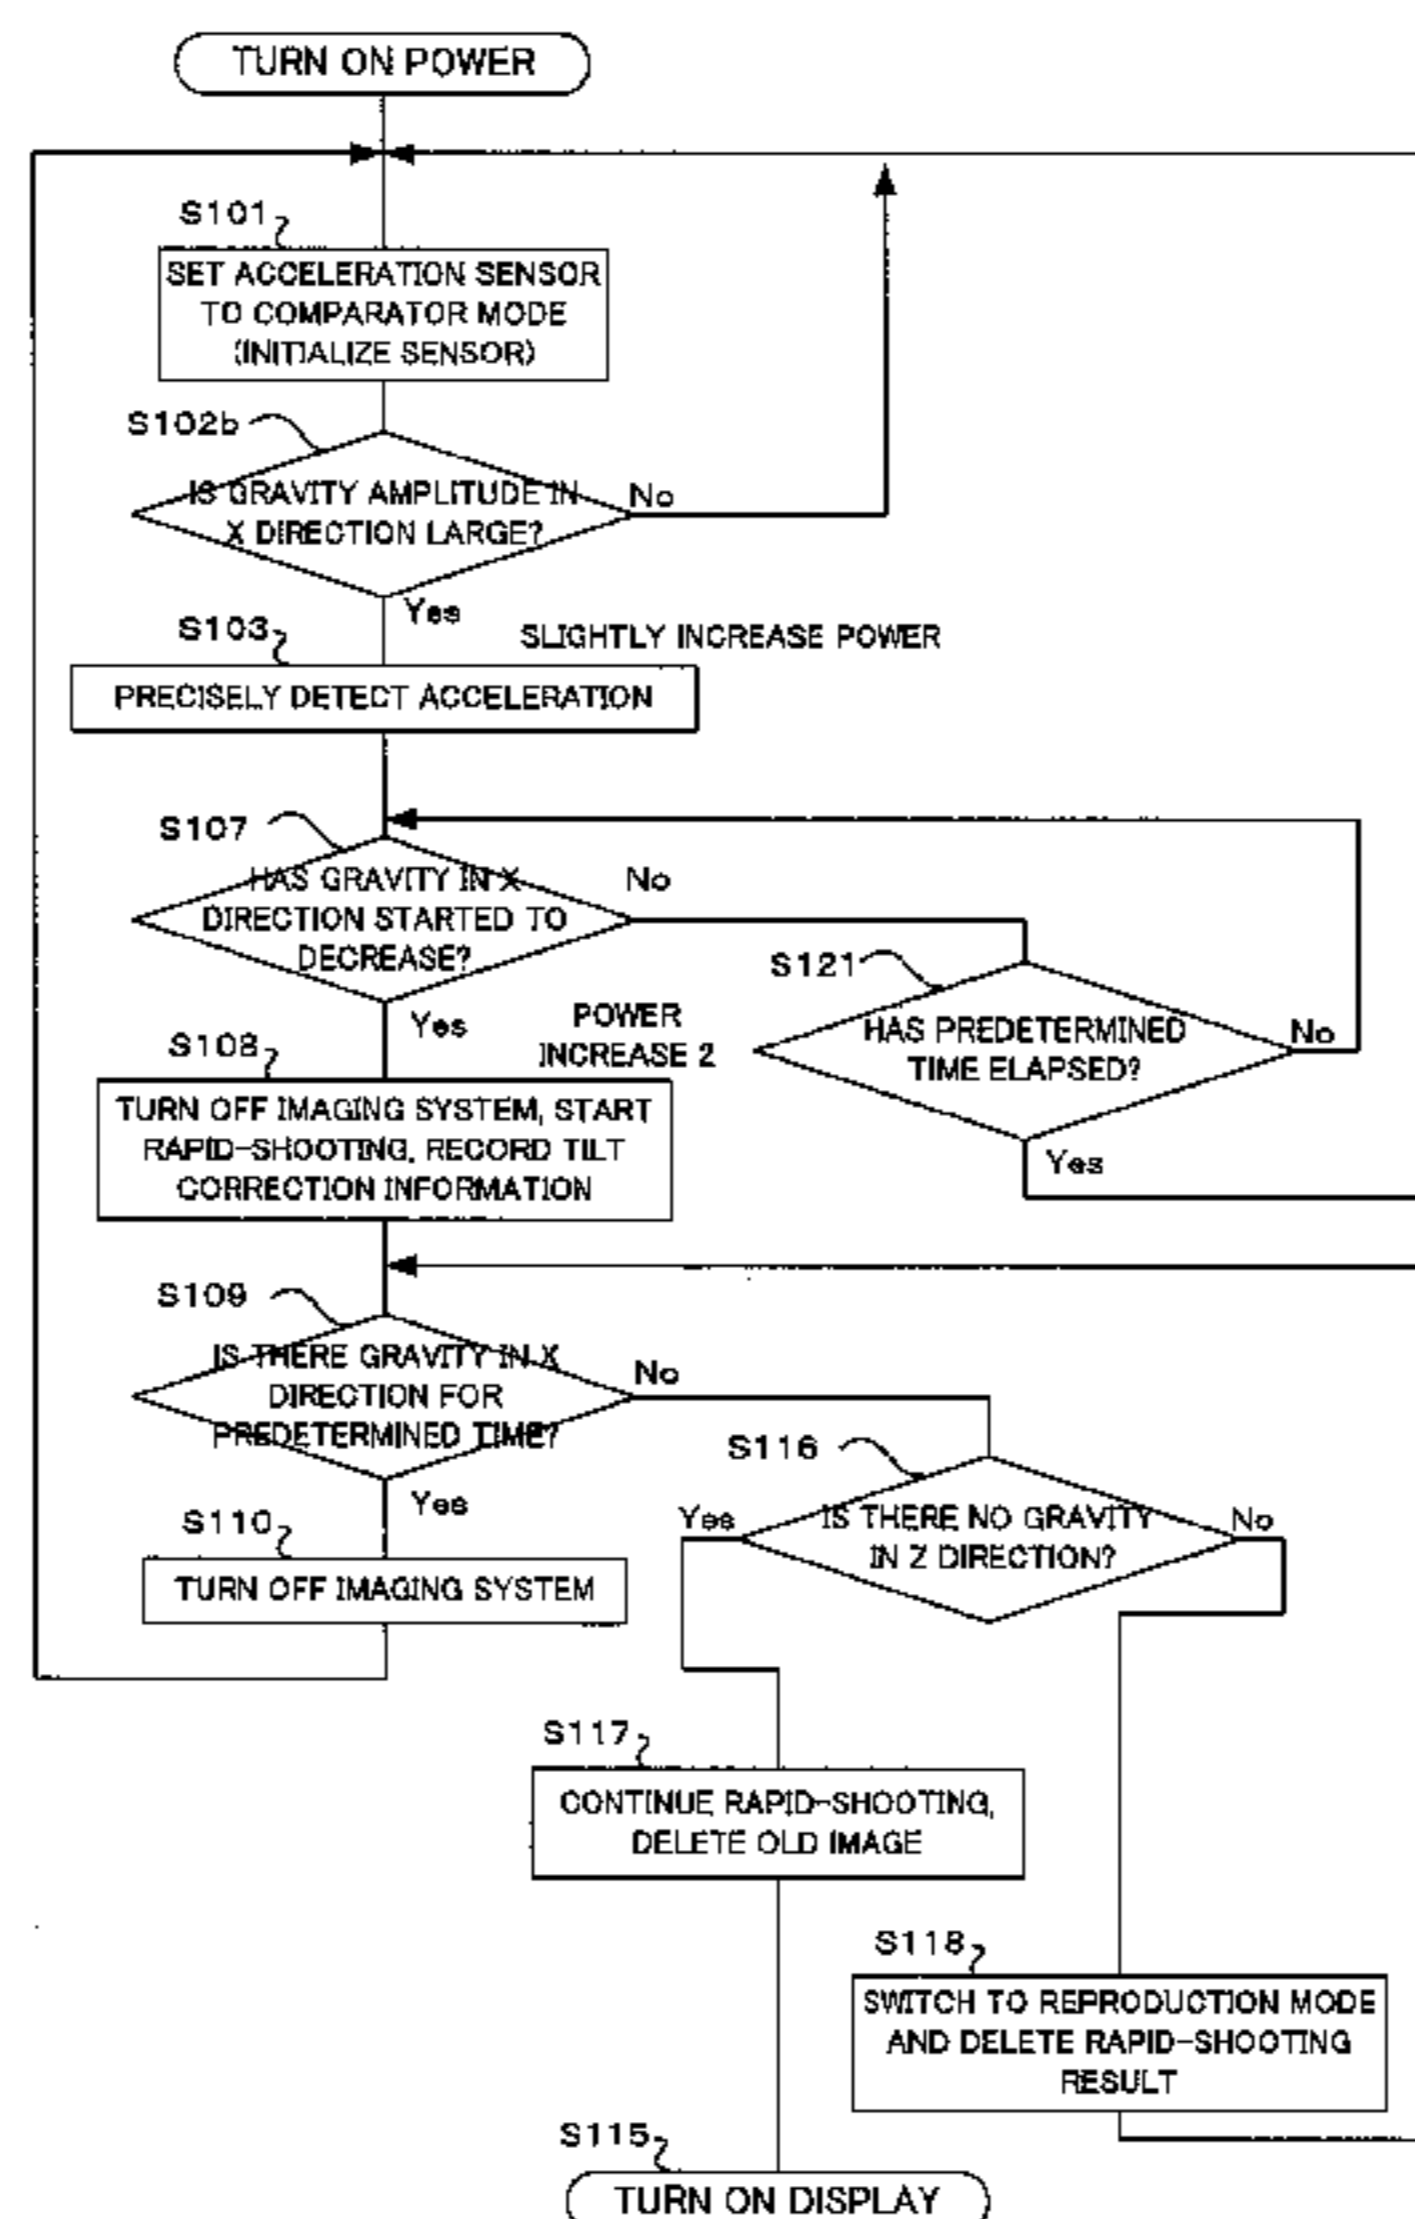 TURN ON POWER
S101
SET ACCELERATION SENSOR
TO COMPARATOR MODE
(INITIALIZE SENSOR)
S102b
IS GRAVITY AMPLITUDE IN
X DIRECTION LARGE?
No
Yes
S103
SLIGHTLY INCREASE POWER
PRECISELY DETECT ACCELERATION
S107
HAS GRAVITY IN X
DIRECTION STARTED TO
DECREASE?
No
Yes
S121
HAS PREDETERMINED
TIME ELAPSED?
No
Yes
POWER
INCREASE 2
S108
TURN OFF IMAGING SYSTEM, START
RAPID-SHOOTING, RECORD TILT
CORRECTION INFORMATION
S109
IS THERE GRAVITY IN X
DIRECTION FOR
PREDETERMINED TIME?
No
Yes
S110
TURN OFF IMAGING SYSTEM
S116
IS THERE NO GRAVITY
IN Z DIRECTION?
Yes
No
S117
CONTINUE RAPID-SHOOTING,
DELETE OLD IMAGE
S118
SWITCH TO REPRODUCTION MODE
AND DELETE RAPID-SHOOTING
RESULT
S115
TURN ON DISPLAY